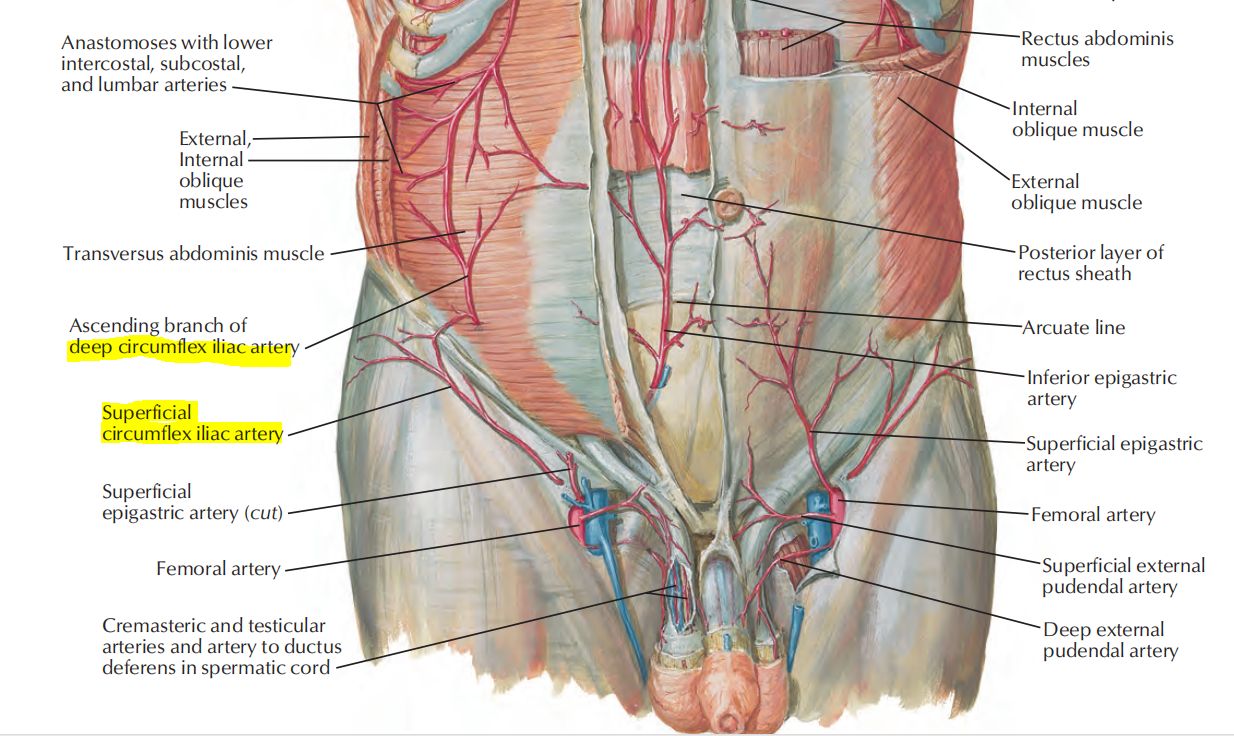 Anastomoses with lower
intercostal, subcostal,
and lumbar arteries
External,
Internal
oblique
muscles
Transversus abdominis muscle
Ascending branch of
deep circumflex iliac artery
Superficial
circumflex iliac artery
Superficial
epigastric artery (cut)
Femoral artery
Cremasteric and testicular
arteries and artery to ductus
deferens in spermatic cord
Rectus abdominis
muscles
Internal
oblique muscle
External
oblique muscle
Posterior layer of
rectus sheath
Arcuate line
Inferior epigastric
artery
Superficial epigastric
artery
Femoral artery
Superficial external
pudendal artery
Deep external
pudendal artery